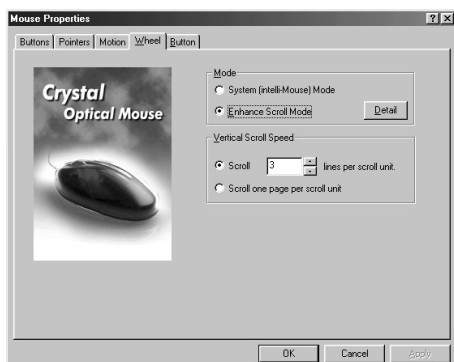 Mouse Properties
Buttons Pointers Motion Wheel Button
Crystal
Optical Mouse
Mode
System (intelli-Mouse) Mode
Enhance Scroll Mode
Detail
Vertical Scroll Speed
Scroll 3 lines per scroll unit.
Scroll one page per scroll unit
OK Cancel Apply